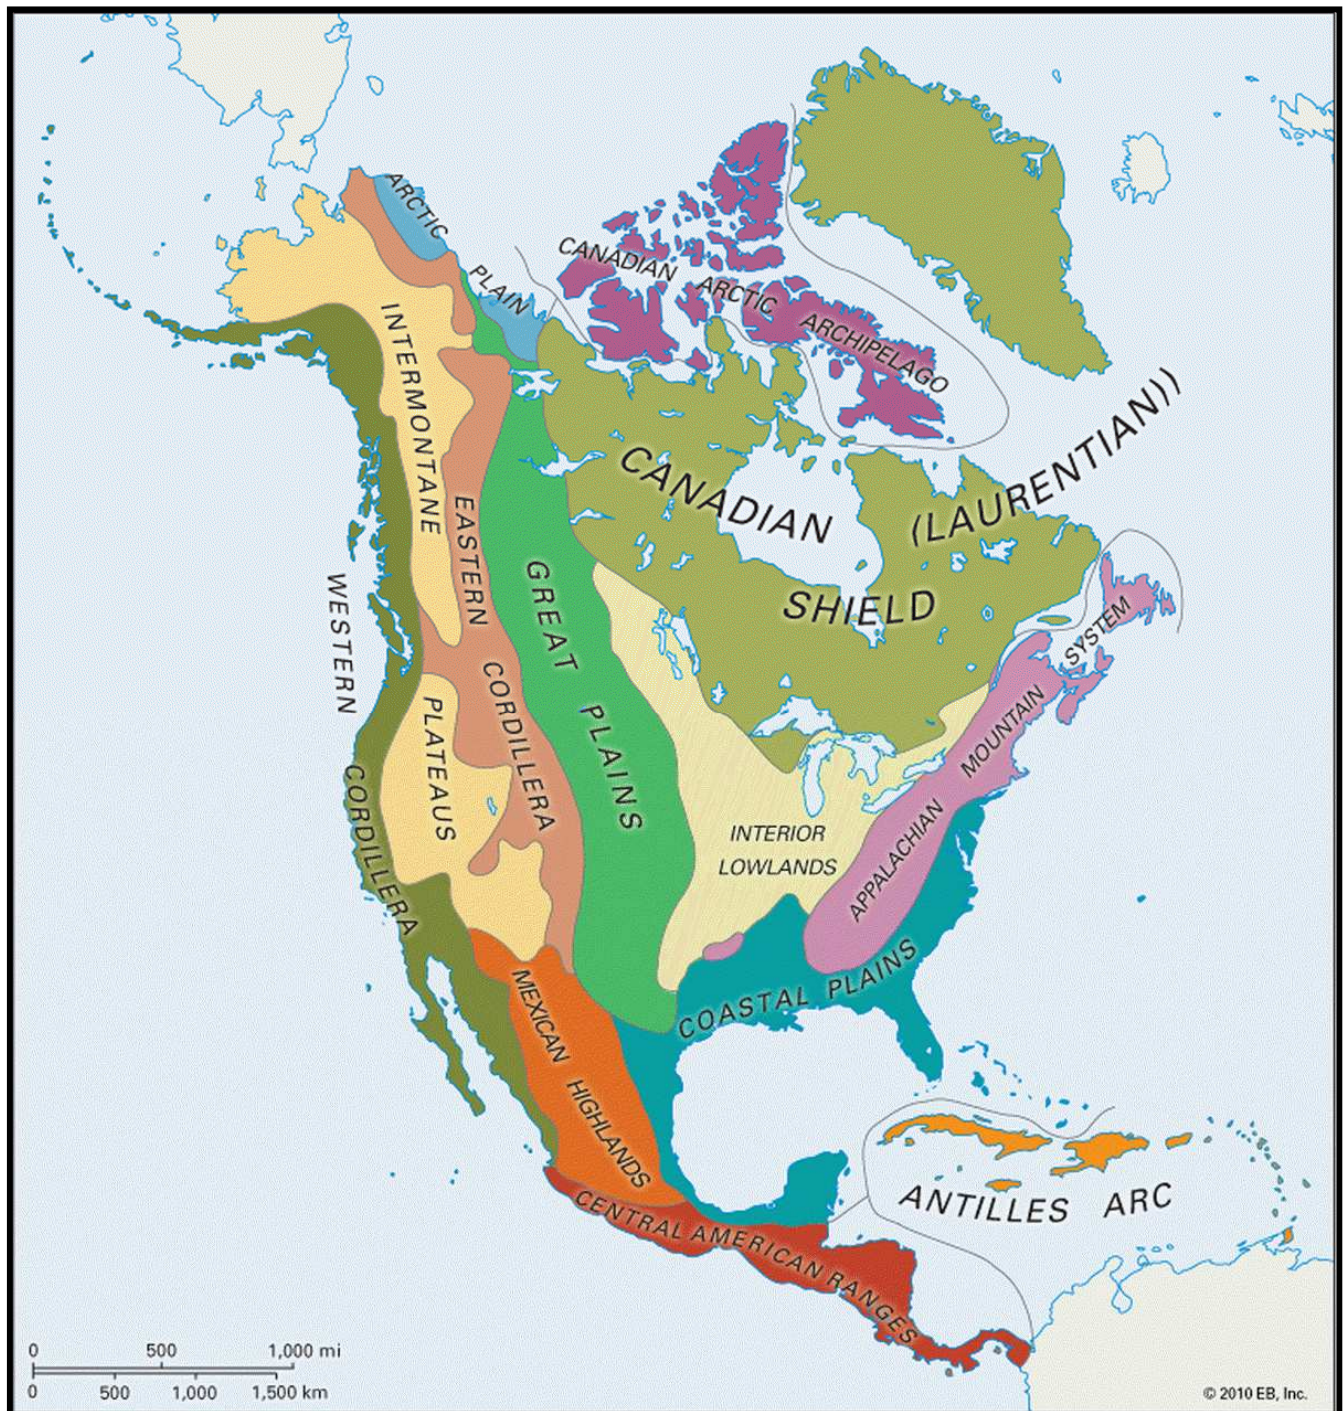 ARCTIC PLAIN
CANADIAN ARCTIC ARCHIPELAGO
INTERMONTANE PLATEAUS
EASTERN CORDILLERA
WESTERN CORDILLERA
GREAT PLAINS
CANADIAN SHIELD
(LAURENTIAN))
INTERIOR
LOWLANDS
APPALACHIAN MOUNTAIN SYSTEM
COASTAL PLAINS
MEXICAN HIGHLANDS
CENTRAL AMERICAN RANGES
ANTILLES ARC
0 500 1,000 mi
0 500 1,000 1,500 km
© 2010 EB, Inc.